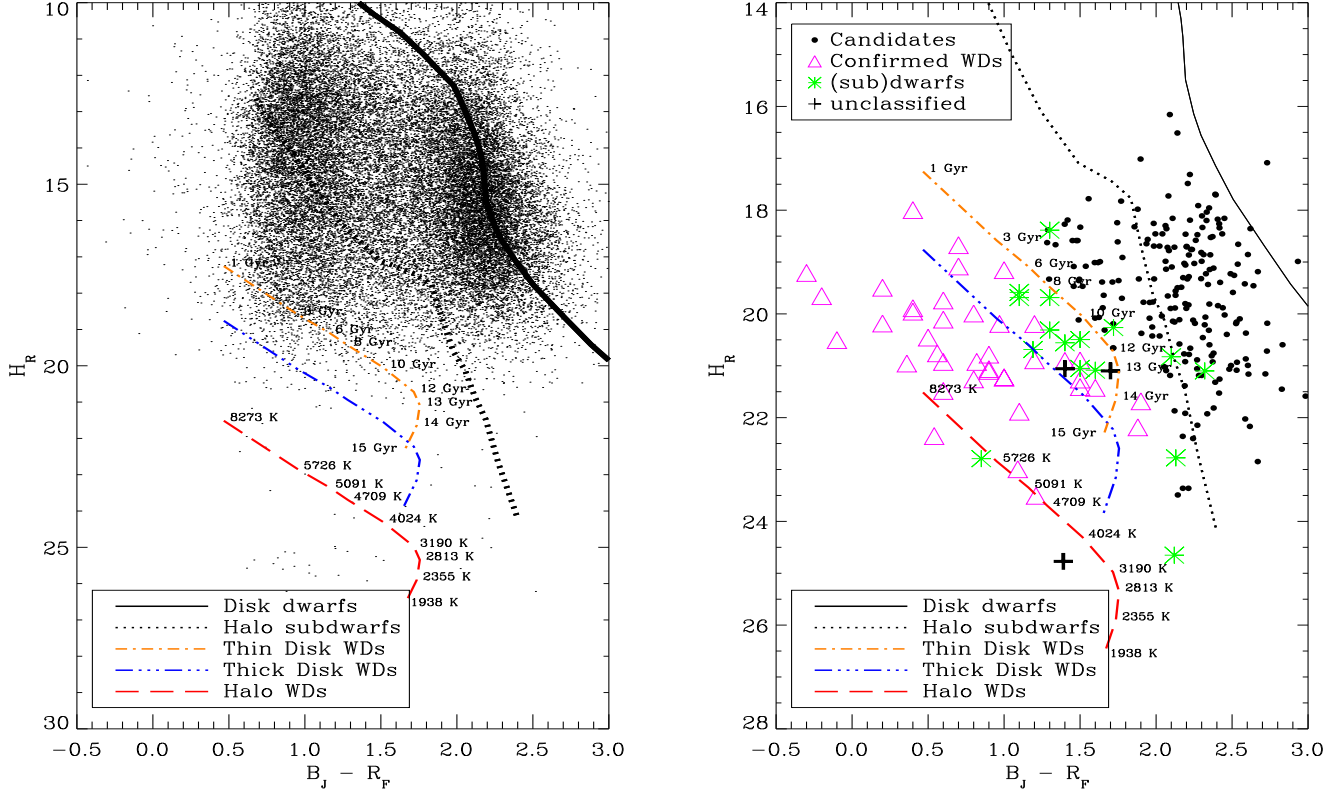 10
15
20
25
30
H_R
1 Gyr
3 Gyr
6 Gyr
8 Gyr
10 Gyr
12 Gyr
13 Gyr
14 Gyr
15 Gyr
8273 K
5726 K
5091 K
4709 K
4024 K
3190 K
2813 K
2355 K
1938 K
Disk dwarfs
Halo subdwarfs
Thin Disk WDs
Thick Disk WDs
Halo WDs
-0.5 0.0 0.5 1.0 1.5 2.0 2.5 3.0
B_J - R_F
14
16
18
20
22
24
26
28
H_R
Candidates
Confirmed WDs
(sub)dwarfs
unclassified
1 Gyr
3 Gyr
6 Gyr
8 Gyr
10 Gyr
12 Gyr
13 Gyr
14 Gyr
15 Gyr
8273 K
5726 K
5091 K
4709 K
4024 K
3190 K
2813 K
2355 K
1938 K
Disk dwarfs
Halo subdwarfs
Thin Disk WDs
Thick Disk WDs
Halo WDs
-0.5 0.0 0.5 1.0 1.5 2.0 2.5 3.0
B_J - R_F